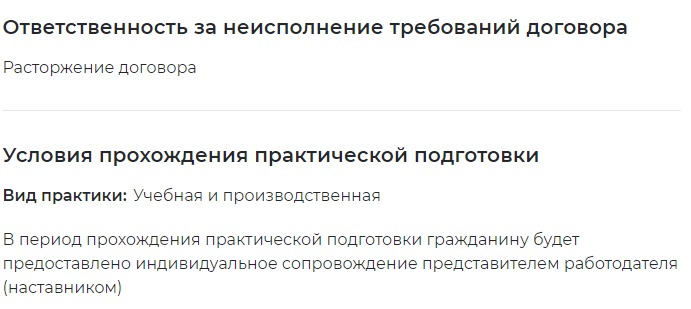 Ответственность за неисполнение требований договора
Расторжение договора
Условия прохождения практической подготовки
Вид практики: Учебная и производственная
В период прохождения практической подготовки гражданину будет
предоставлено индивидуальное сопровождение представителем работодателя
(наставником)